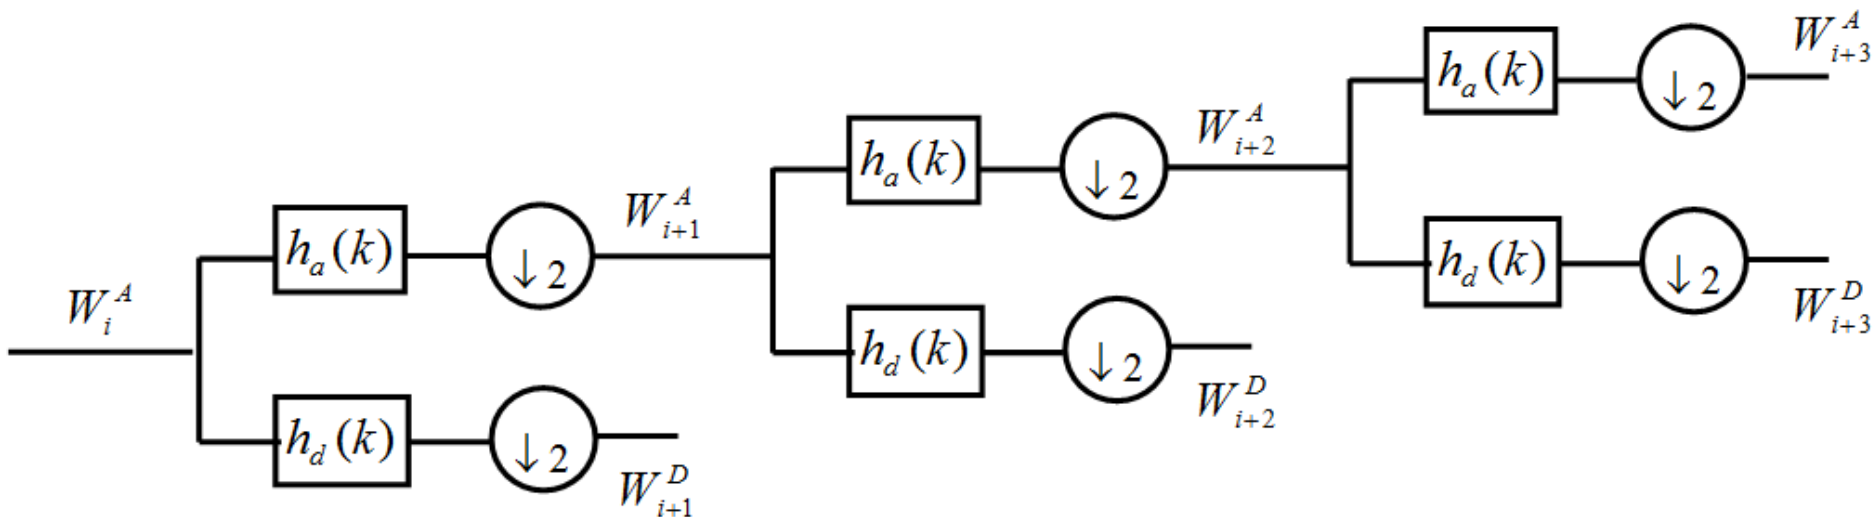 W_i^A
h_a(k)
↓2
W_{i+1}^A
h_d(k)
↓2
W_{i+1}^D
h_a(k)
↓2
W_{i+2}^A
h_d(k)
↓2
W_{i+2}^D
h_a(k)
↓2
W_{i+3}^A
h_d(k)
↓2
W_{i+3}^D